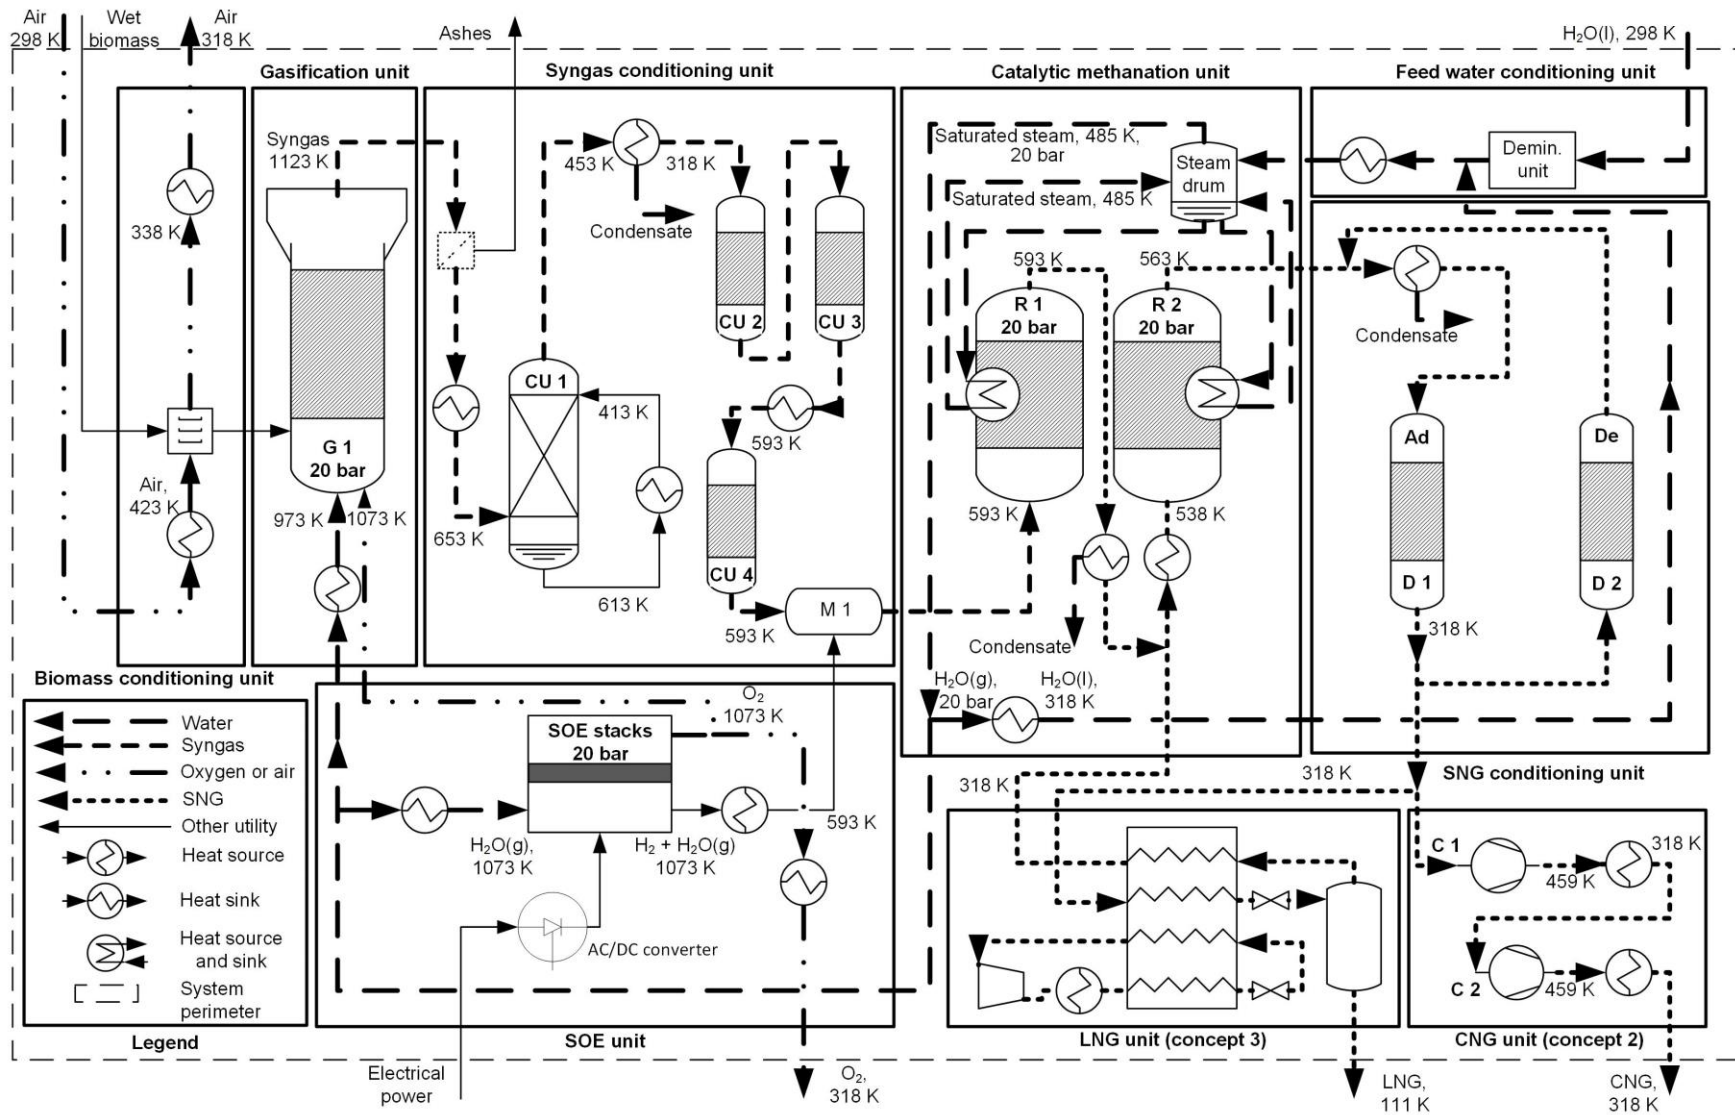 Air
298 K
Wet
biomass
Air
318 K
Ashes
H2O(l), 298 K
Gasification unit
Syngas conditioning unit
Catalytic methanation unit
Feed water conditioning unit
Syngas
1123 K
453 K
318 K
Condensate
338 K
CU 2
CU 3
Saturated steam, 485 K,
20 bar
Steam
drum
Saturated steam, 485 K
Demin.
unit
593 K
563 K
R 1
20 bar
R 2
20 bar
Condensate
CU 1
413 K
593 K
G 1
20 bar
Air,
423 K
973 K
1073 K
653 K
613 K
CU 4
593 K
M 1
593 K
538 K
Condensate
Ad
De
D 1
D 2
318 K
H2O(g),
20 bar
H2O(l),
318 K
Biomass conditioning unit
Water
Syngas
Oxygen or air
SNG
Other utility
Heat source
Heat sink
Heat source
and sink
System
perimeter
Legend
O2
1073 K
SOE stacks
20 bar
H2O(g),
1073 K
H2 + H2O(g)
1073 K
593 K
AC/DC converter
SOE unit
318 K
318 K
SNG conditioning unit
LNG unit (concept 3)
C 1
459 K
318 K
C 2
459 K
CNG unit (concept 2)
Electrical
power
O2,
318 K
LNG,
111 K
CNG,
318 K